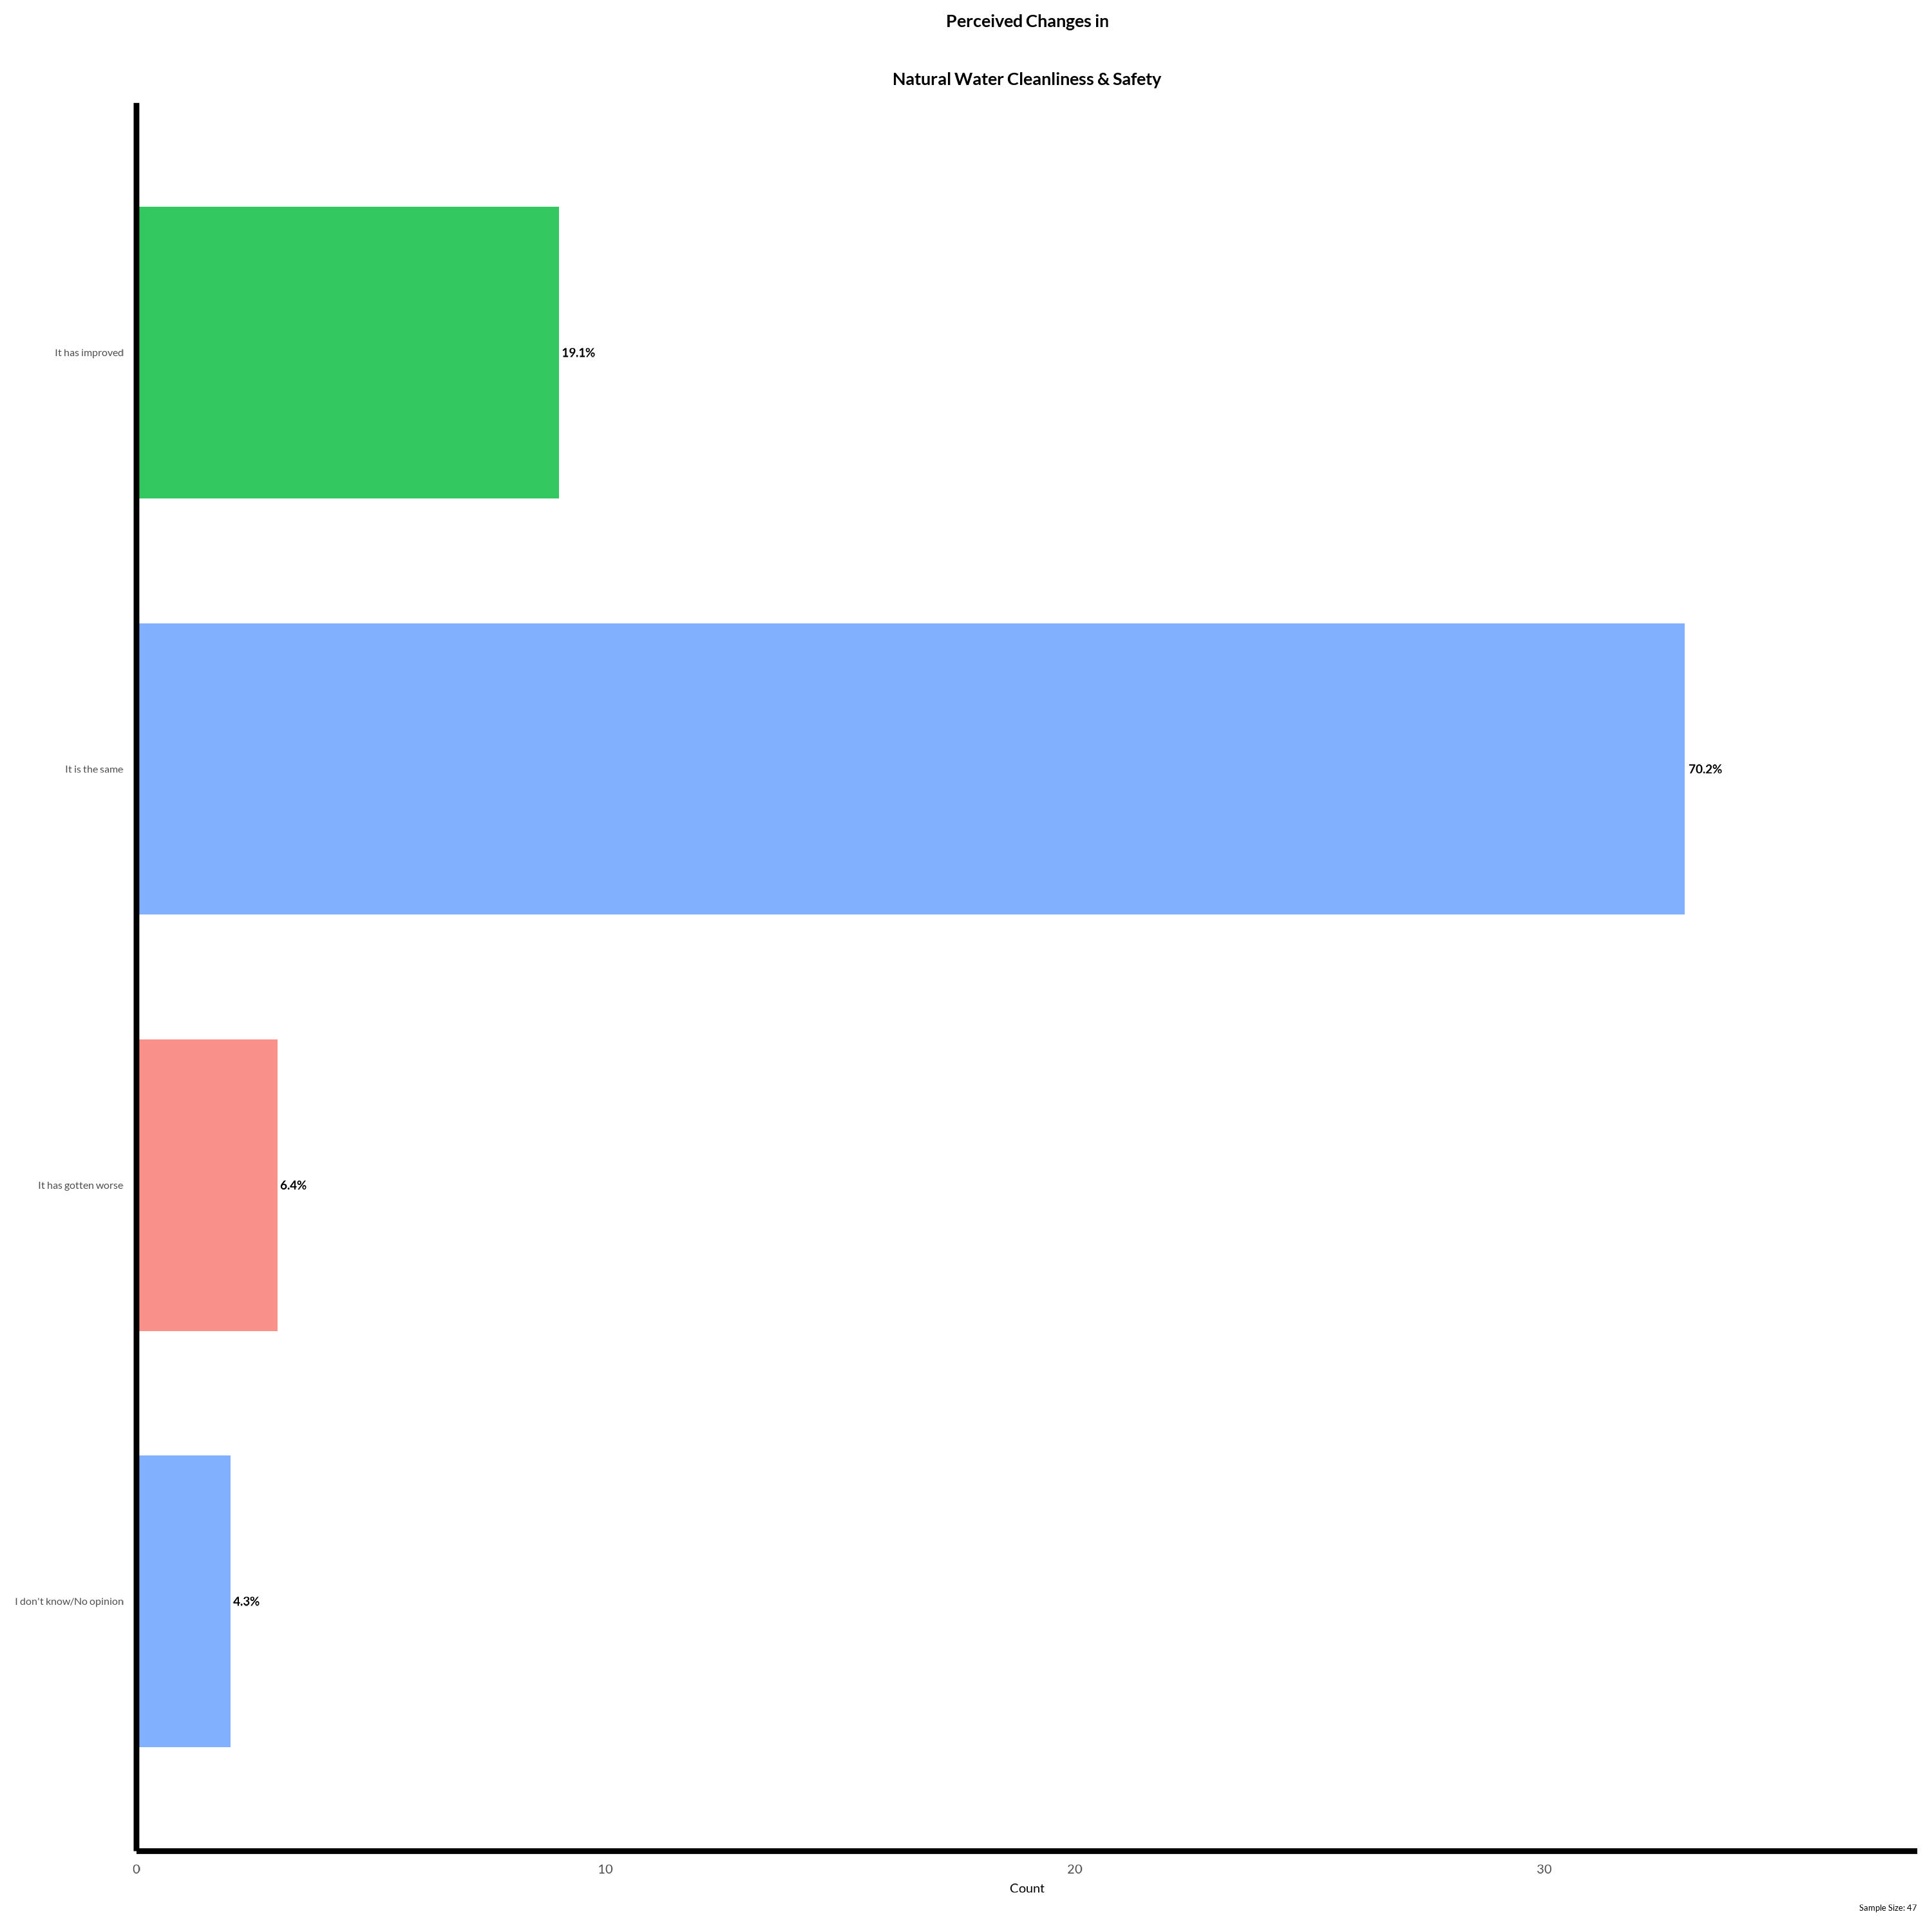 Perceived Changes in
Natural Water Cleanliness & Safety
It has improved
19.1%
It is the same
70.2%
It has gotten worse
6.4%
I don't know/No opinion
4.3%
0 10 20 30
Count
Sample Size: 47